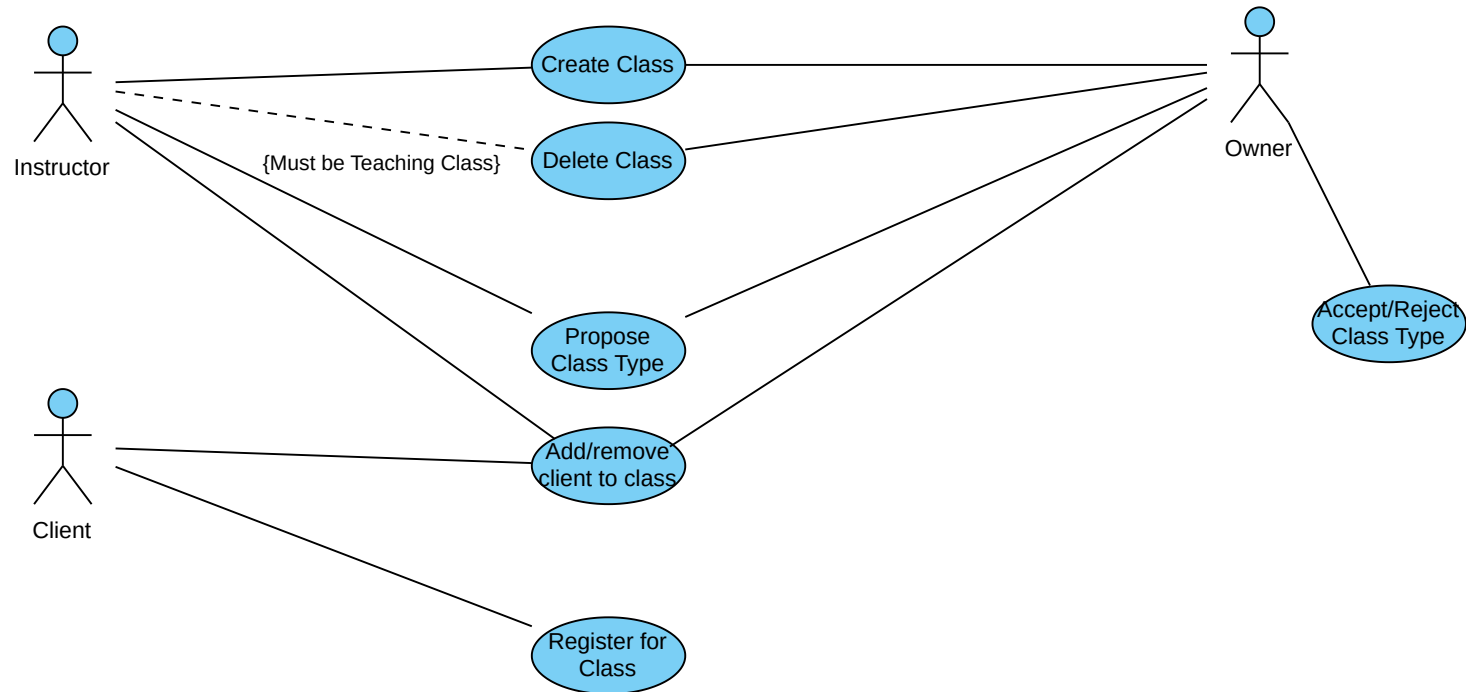 Create Class
Delete Class
{Must be Teaching Class}
Instructor
Owner
Accept/Reject
Class Type
Propose
Class Type
Add/remove
client to class
Client
Register for
Class